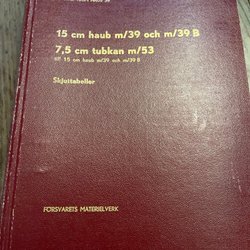 15 cm haub m/39 och m/39 B
7,5 cm tubkan m/53
till 15 cm haub m/39 och m/39 B
Skjuttabeller
FÖRSVARETS MATERIELVERK